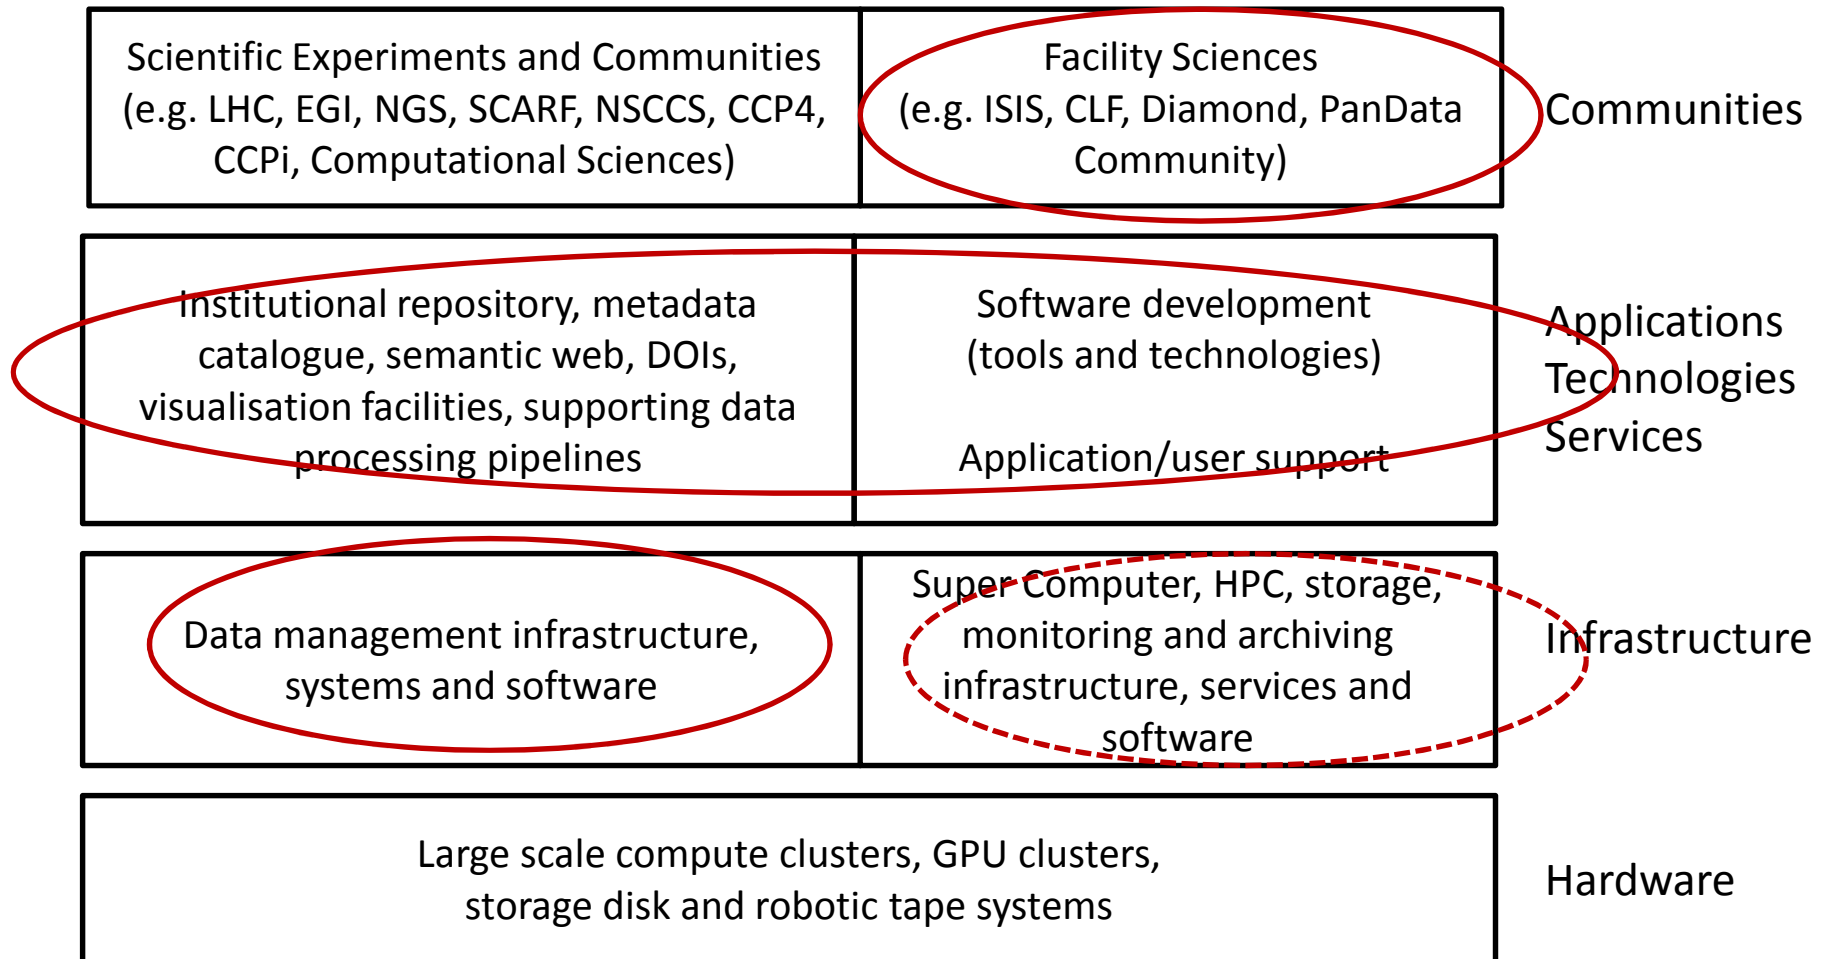 Scientific Experiments and Communities
(e.g. LHC, EGI, NGS, SCARF, NSCCS, CCP4,
CCPi, Computational Sciences)
Facility Sciences
(e.g. ISIS, CLF, Diamond, PanData
Community)
Communities
Institutional repository, metadata
catalogue, semantic web, DOIs,
visualisation facilities, supporting data
processing pipelines
Software development
(tools and technologies)
Application/user support
Applications
Technologies
Services
Data management infrastructure,
systems and software
Super Computer, HPC, storage,
monitoring and archiving
infrastructure, services and
software
Infrastructure
Large scale compute clusters, GPU clusters,
storage disk and robotic tape systems
Hardware